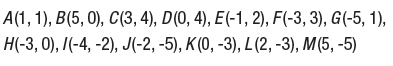 A(1, 1), B(5, 0), C(3, 4), D(0, 4), E(-1, 2), F(-3, 3), G(-5, 1),
H(-3, 0), I(-4, -2), J(-2, -5), K(0, -3), L(2, -3), M(5, -5)